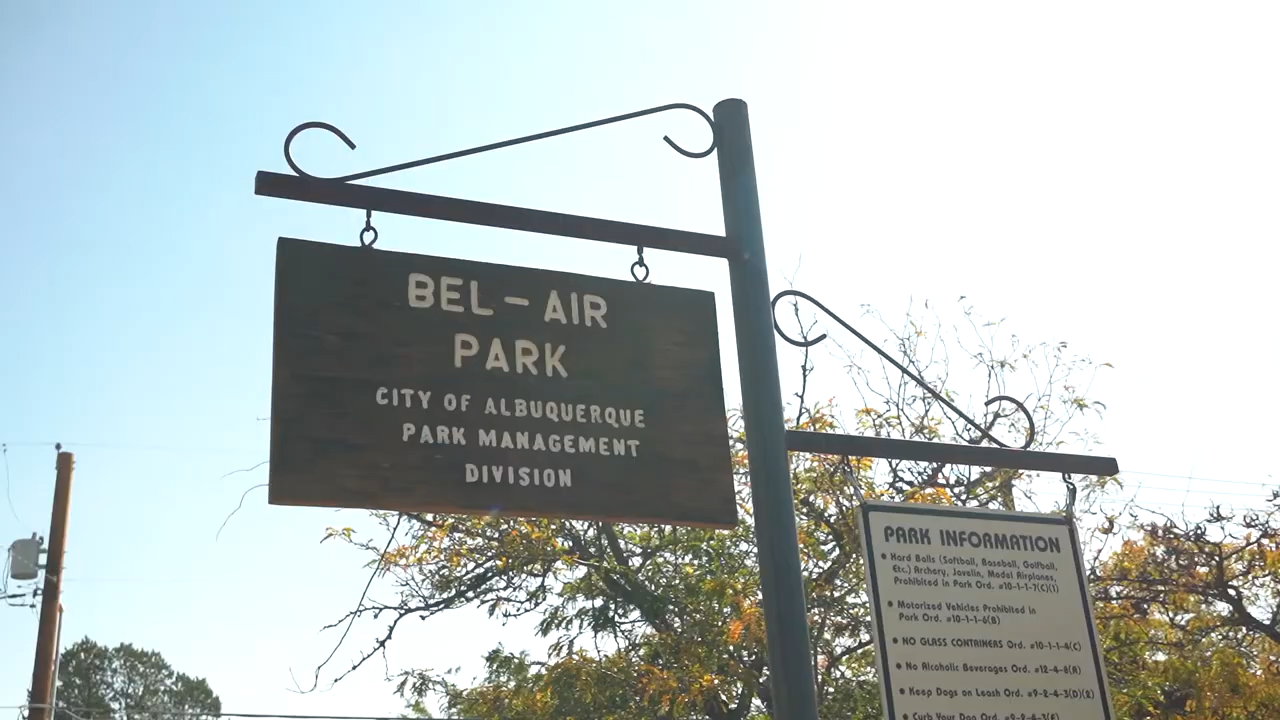 BEL-AIR
PARK
CITY OF ALBUQUERQUE
PARK MANAGEMENT
DIVISION
PARK INFORMATION
• Hard Balls (Softball, Baseball, Golfball,
Etc.) Archery, Javelin, Model Airplanes,
Prohibited in Park Ord. #10-1-1-7(C)(1)
• Motorized Vehicles Prohibited in
Park Ord. #10-1-1-6(B)
• NO GLASS CONTAINERS Ord. #10-1-1-4(C)
• No Alcoholic Beverages Ord. #12-4-8(A)
• Keep Dogs on Leash Ord. #9-2-4-3(D)(2)
• Curb Your Dog Ord. #9-2-4-3(F)